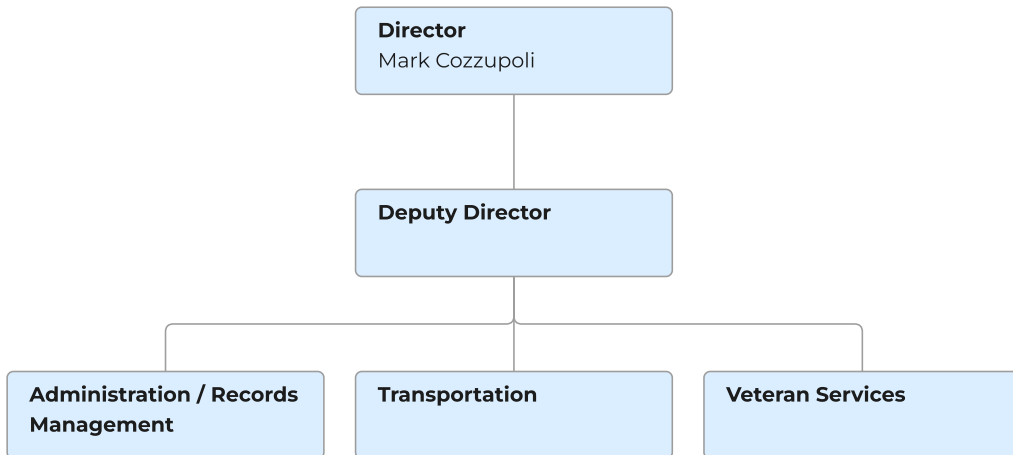 Director
Mark Cozzupoli
Deputy Director
Administration / Records
Management
Transportation
Veteran Services